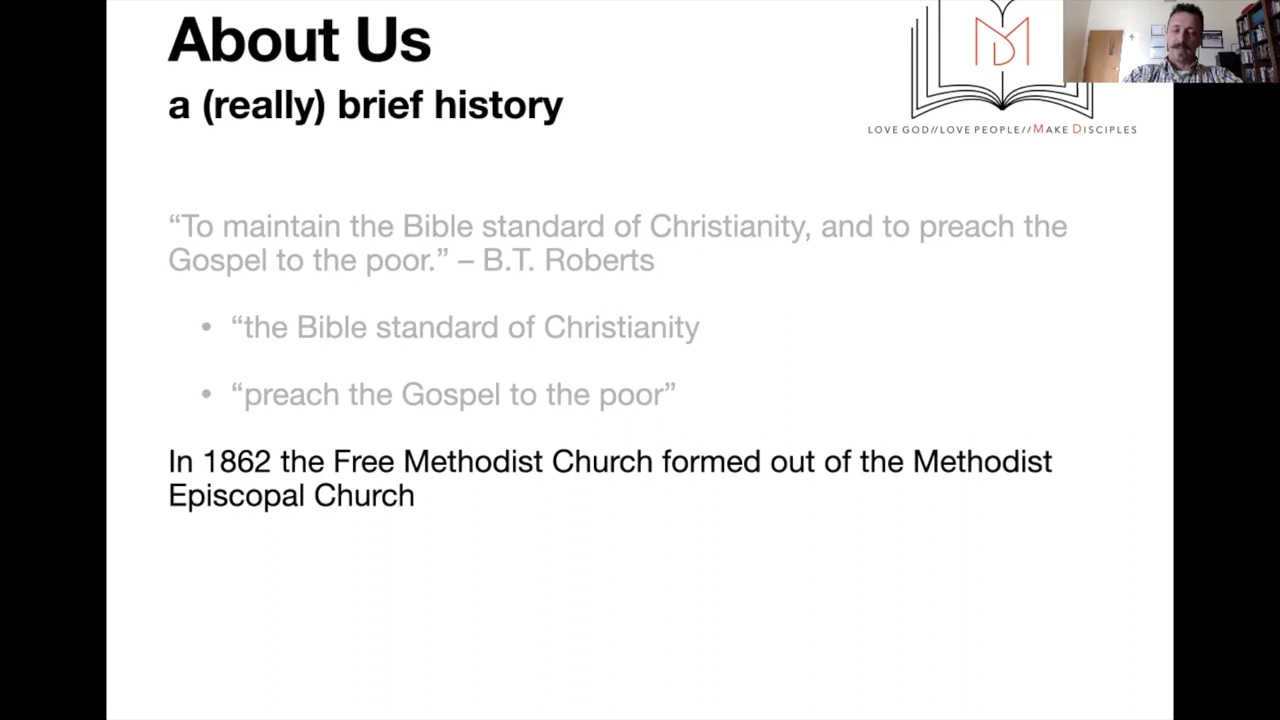 About Us
a (really) brief history
MD
LOVE GOD//LOVE PEOPLE//MAKE DISCIPLES
“To maintain the Bible standard of Christianity, and to preach the
Gospel to the poor.” – B.T. Roberts
• “the Bible standard of Christianity
• “preach the Gospel to the poor”
In 1862 the Free Methodist Church formed out of the Methodist
Episcopal Church